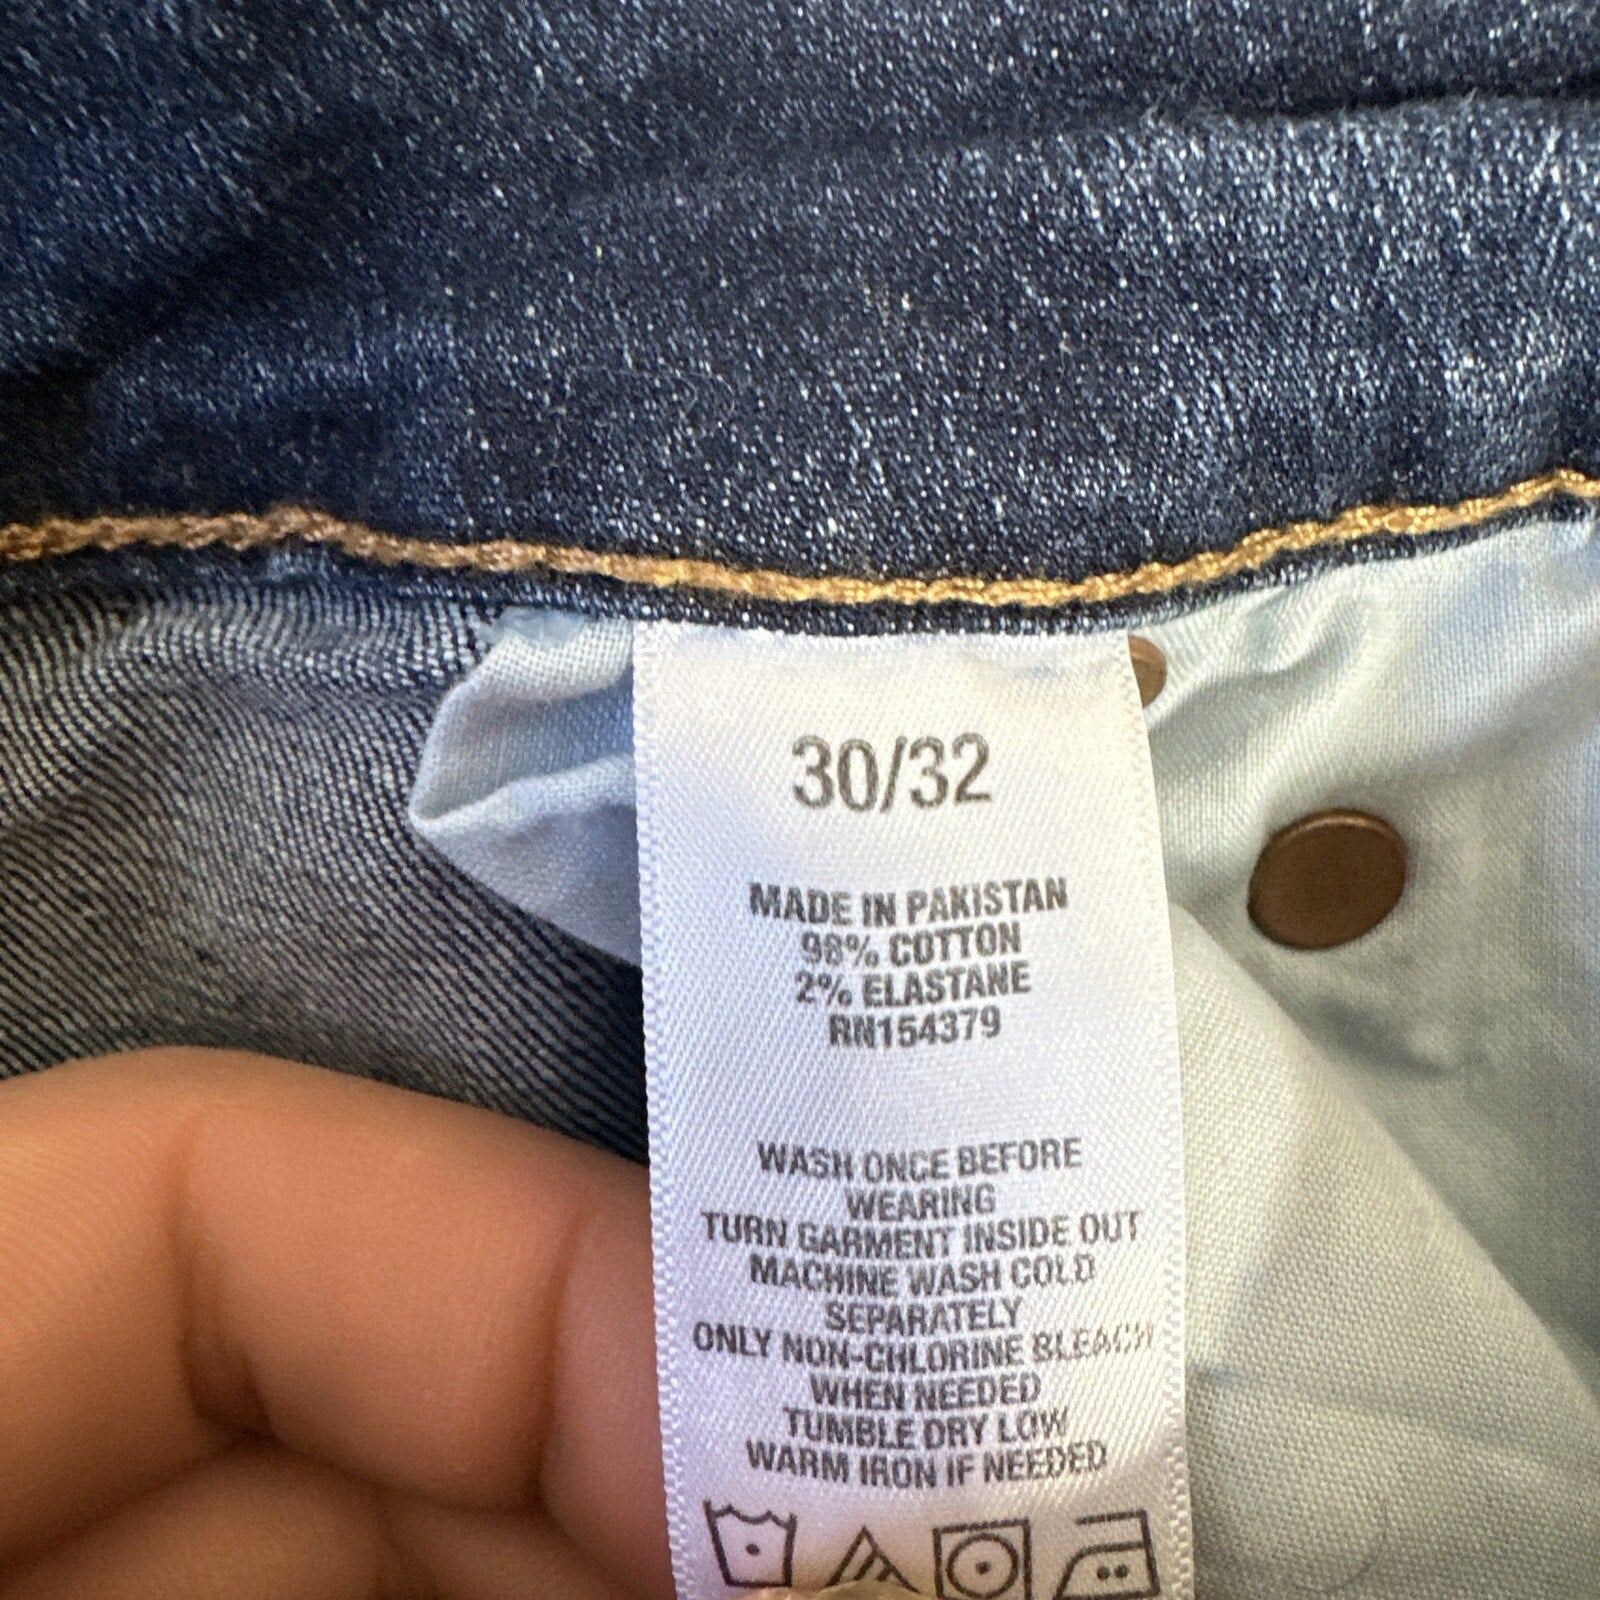 30/32
MADE IN PAKISTAN
98% COTTON
2% ELASTANE
RN154379
WASH ONCE BEFORE
WEARING
TURN GARMENT INSIDE OUT
MACHINE WASH COLD
SEPARATELY
ONLY NON-CHLORINE BLEACH
WHEN NEEDED
TUMBLE DRY LOW
WARM IRON IF NEEDED